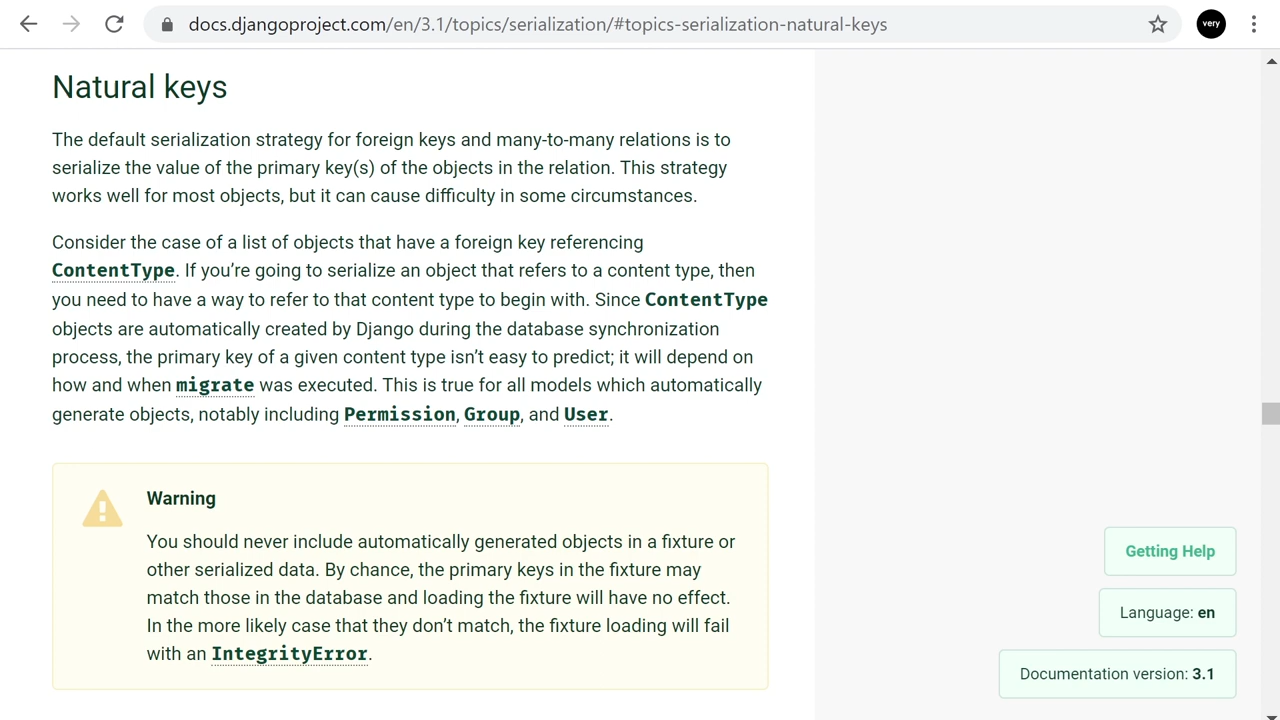 docs.djangoproject.com/en/3.1/topics/serialization/#topics-serialization-natural-keys
very
Natural keys
The default serialization strategy for foreign keys and many-to-many relations is to
serialize the value of the primary key(s) of the objects in the relation. This strategy
works well for most objects, but it can cause difficulty in some circumstances.
Consider the case of a list of objects that have a foreign key referencing
ContentType. If you’re going to serialize an object that refers to a content type, then
you need to have a way to refer to that content type to begin with. Since ContentType
objects are automatically created by Django during the database synchronization
process, the primary key of a given content type isn’t easy to predict; it will depend on
how and when migrate was executed. This is true for all models which automatically
generate objects, notably including Permission, Group, and User.
Warning
You should never include automatically generated objects in a fixture or
other serialized data. By chance, the primary keys in the fixture may
match those in the database and loading the fixture will have no effect.
In the more likely case that they don’t match, the fixture loading will fail
with an IntegrityError.
Getting Help
Language: en
Documentation version: 3.1